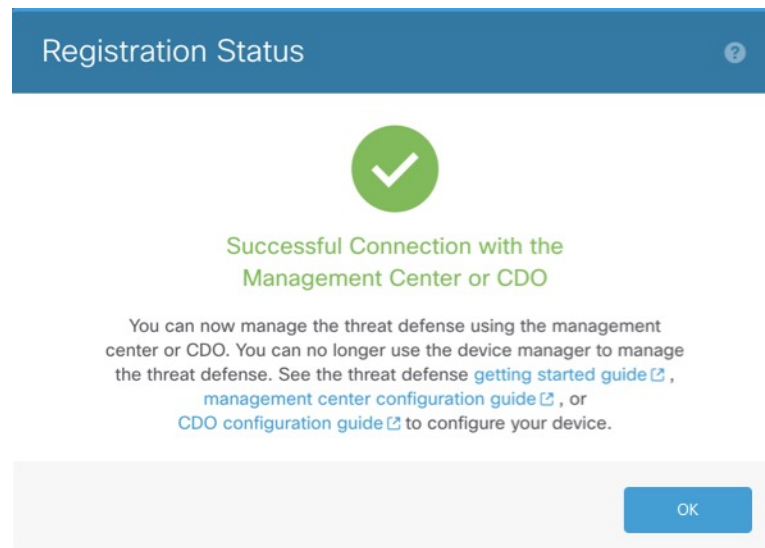 Registration Status
Successful Connection with the
Management Center or CDO
You can now manage the threat defense using the management
center or CDO. You can no longer use the device manager to manage
the threat defense. See the threat defense getting started guide ,
management center configuration guide , or
CDO configuration guide to configure your device.
OK